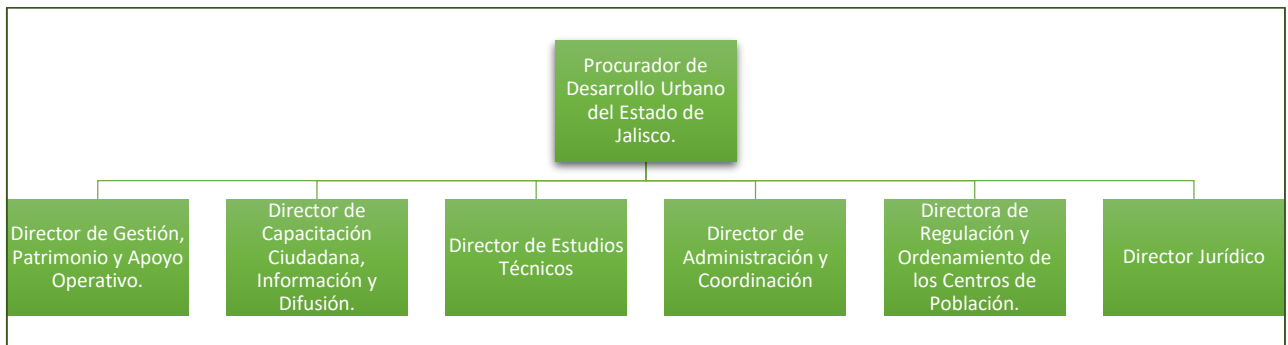 Procurador de
Desarrollo Urbano
del Estado de
Jalisco.
Director de Gestión,
Patrimonio y Apoyo
Operativo.
Director de
Capacitación
Ciudadana,
Información y
Difusión.
Director de Estudios
Técnicos
Director de
Administración y
Coordinación
Directora de
Regulación y
Ordenamiento de
los Centros de
Población.
Director Jurídico